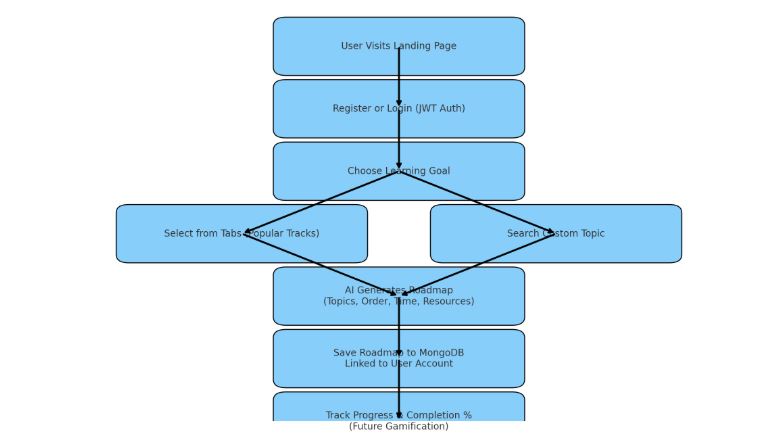 User Visits Landing Page
Register or Login (JWT Auth)
Choose Learning Goal
Select from Tabs (Popular Tracks)
Search Custom Topic
AI Generates Roadmap
(Topics, Order, Time, Resources)
Save Roadmap to MongoDB
Linked to User Account
Track Progress & Completion %
(Future Gamification)